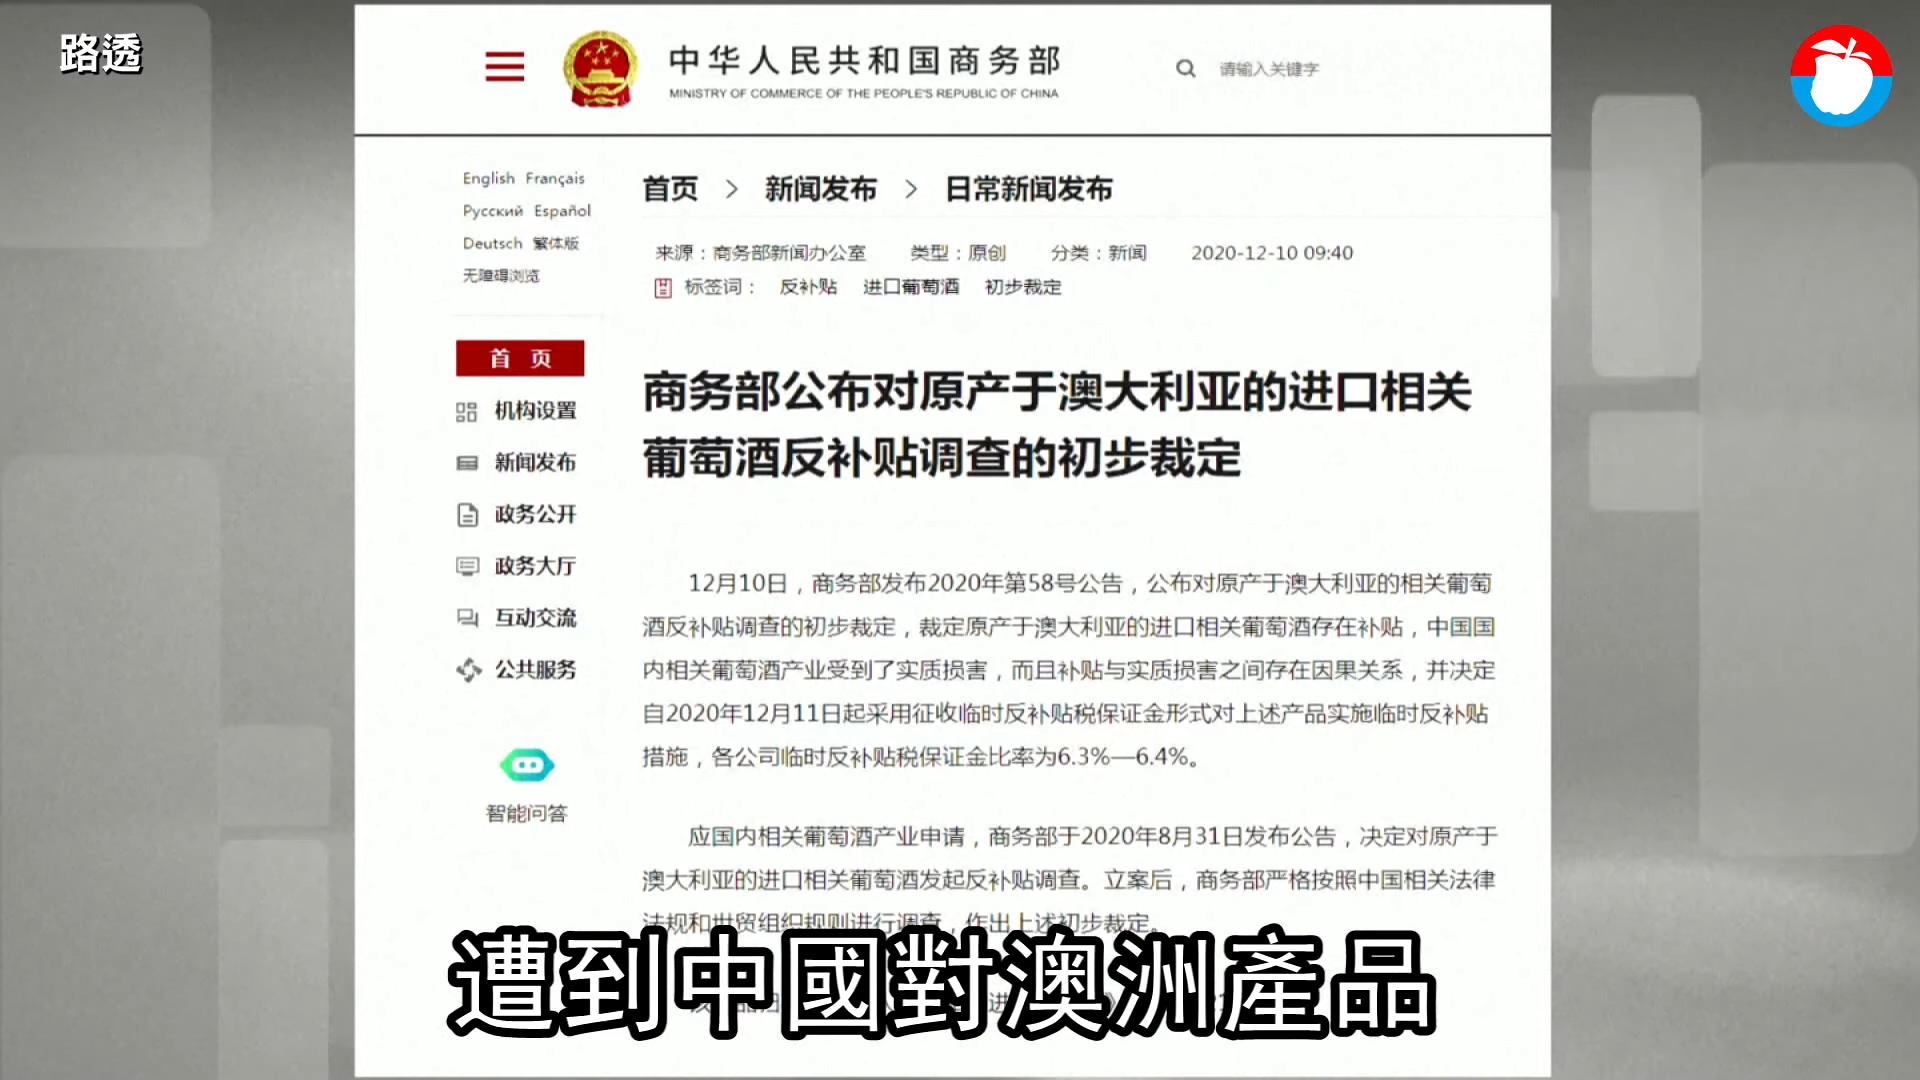 路透
中华人民共和国商务部
MINISTRY OF COMMERCE OF THE PEOPLE'S REPUBLIC OF CHINA
请输入关键字
English Français
Русский Español
Deutsch 繁体版
无障碍浏览
首页 > 新闻发布 > 日常新闻发布
来源：商务部新闻办公室 类型：原创 分类：新闻 2020-12-10 09:40
标签词： 反补贴 进口葡萄酒 初步裁定
首 页
机构设置
新闻发布
政务公开
政务大厅
互动交流
公共服务
智能问答
商务部公布对原产于澳大利亚的进口相关
葡萄酒反补贴调查的初步裁定
12月10日，商务部发布2020年第58号公告，公布对原产于澳大利亚的相关葡萄
酒反补贴调查的初步裁定，裁定原产于澳大利亚的进口相关葡萄酒存在补贴，中国国
内相关葡萄酒产业受到了实质损害，而且补贴与实质损害之间存在因果关系，并决定
自2020年12月11日起采用征收临时反补贴税保证金形式对上述产品实施临时反补贴
措施，各公司临时反补贴税保证金比率为6.3%—6.4%。
应国内相关葡萄酒产业申请，商务部于2020年8月31日发布公告，决定对原产于
澳大利亚的进口相关葡萄酒发起反补贴调查。立案后，商务部严格按照中国相关法律
法规和世贸组织规则进行调查，作出上述初步裁定。
遭到中國對澳洲產品